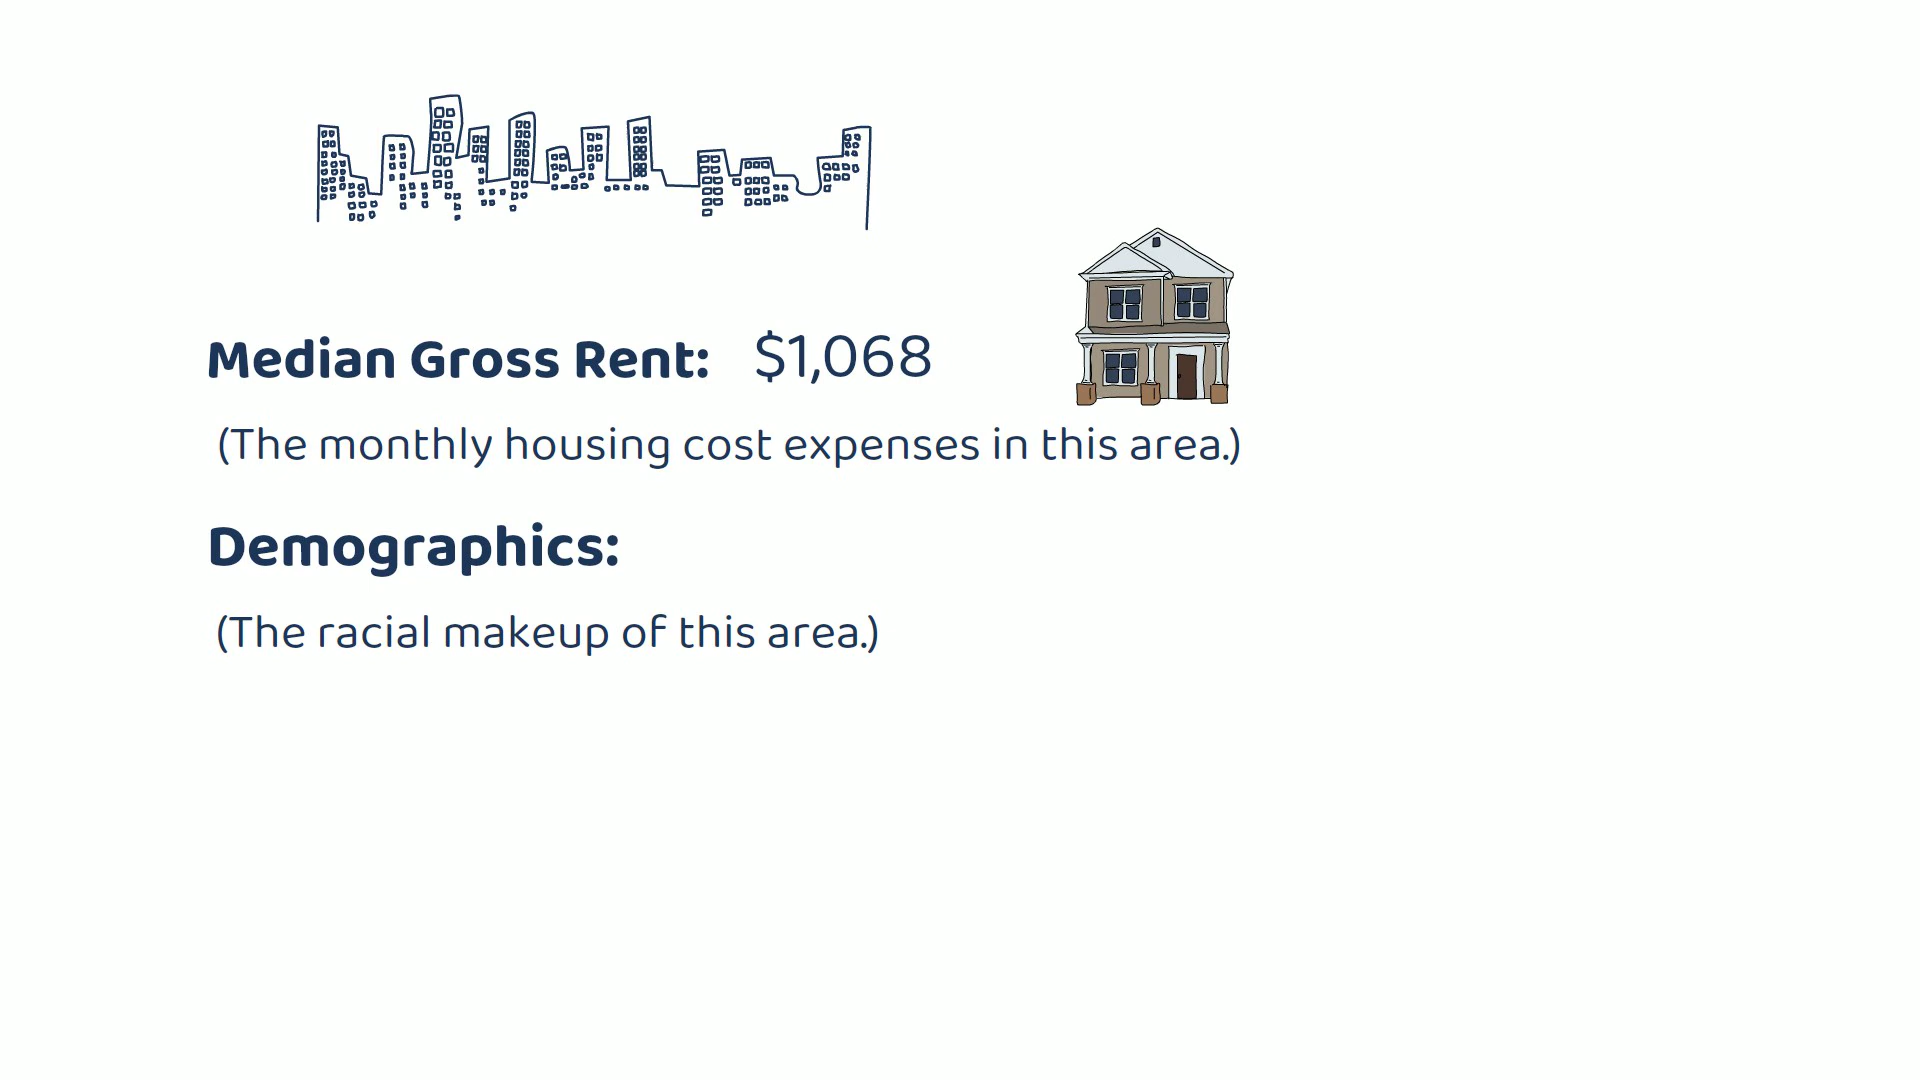 Median Gross Rent: $1,068
(The monthly housing cost expenses in this area.)
Demographics:
(The racial makeup of this area.)